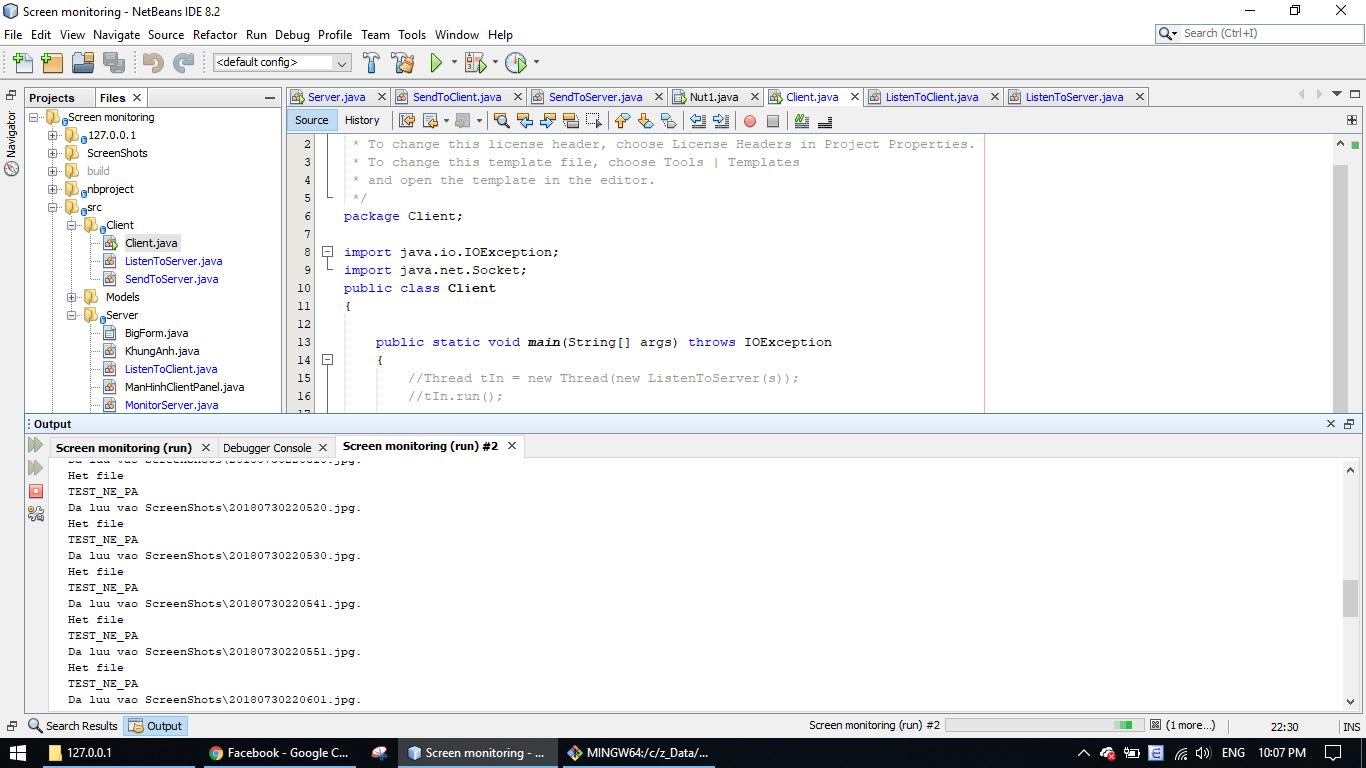 Screen monitoring - NetBeans IDE 8.2
File Edit View Navigate Source Refactor Run Debug Profile Team Tools Window Help
Search (Ctrl+I)
<default config>
Projects Files
Server.java SendToClient.java SendToServer.java Nut1.java Client.java ListenToClient.java ListenToServer.java
Navigator
Source History
Screen monitoring
127.0.0.1
ScreenShots
build
nbproject
src
Client
Client.java
ListenToServer.java
SendToServer.java
Models
Server
BigForm.java
KhungAnh.java
ListenToClient.java
ManHinhClientPanel.java
MonitorServer.java
2 * To change this license header, choose License Headers in Project Properties.
3 * To change this template file, choose Tools | Templates
4 * and open the template in the editor.
5 */
6 package Client;
7
8 import java.io.IOException;
9 import java.net.Socket;
10 public class Client
11 {
12
13 public static void main(String[] args) throws IOException
14 {
15 //Thread tIn = new Thread(new ListenToServer(s));
16 //tIn.run();
Output
Screen monitoring (run) Debugger Console Screen monitoring (run) #2
Het file
TEST_NE_PA
Da luu vao ScreenShots\20180730220520.jpg.
Het file
TEST_NE_PA
Da luu vao ScreenShots\20180730220530.jpg.
Het file
TEST_NE_PA
Da luu vao ScreenShots\20180730220541.jpg.
Het file
TEST_NE_PA
Da luu vao ScreenShots\20180730220551.jpg.
Het file
TEST_NE_PA
Da luu vao ScreenShots\20180730220601.jpg.
Search Results Output
Screen monitoring (run) #2 (1 more...) 22:30 INS
127.0.0.1 Facebook - Google C... Screen monitoring - ... MINGW64:/c/z_Data/... ENG 10:07 PM